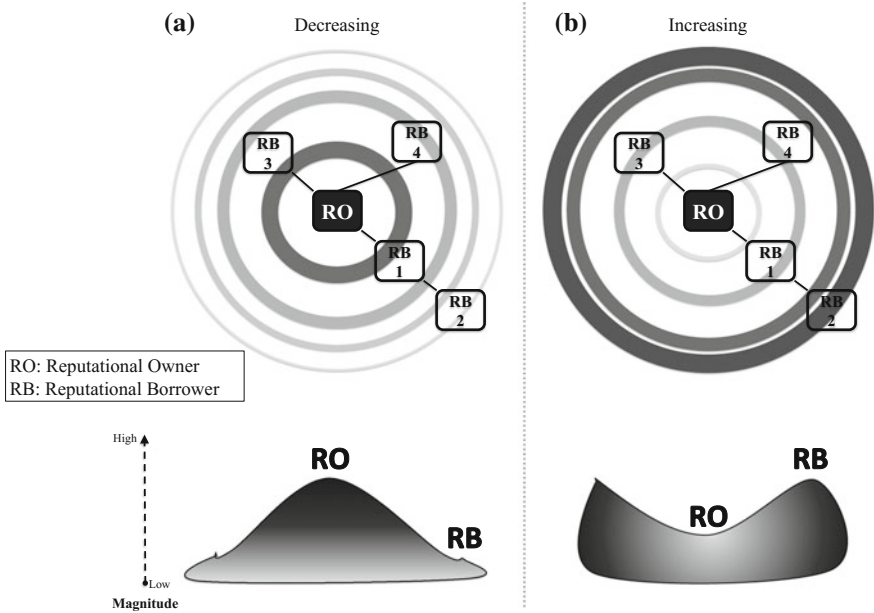 (a)
Decreasing
RB
3
RB
4
RO
RB
1
RB
2
(b)
Increasing
RB
3
RB
4
RO
RB
1
RB
2
RO: Reputational Owner
RB: Reputational Borrower
High
Low
Magnitude
RO
RB
RO
RB